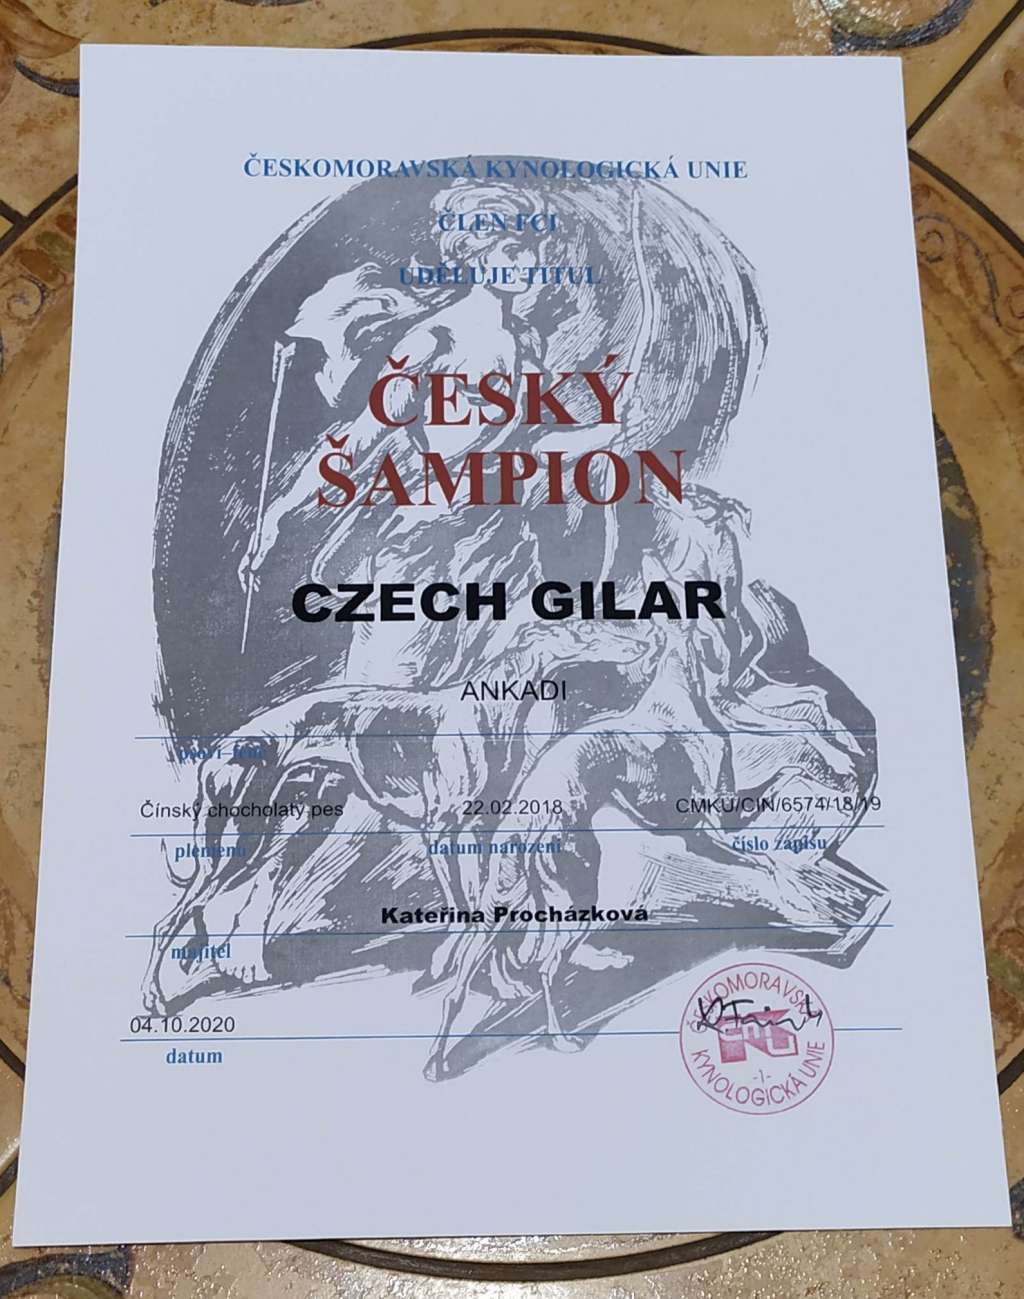 ČESKOMORAVSKÁ KYNOLOGICKÁ UNIE
ČLEN FCI
UDĚLUJE TITUL
ČESKÝ
ŠAMPION
CZECH GILAR
ANKADI
Čínský chocholatý pes 22.02.2018 CMKU/CIN/6574/18/19
plemeno datum narození číslo zápisu
Kateřina Procházková
majitel
04.10.2020
datum
ČESKOMORAVSKÁ
KYNOLOGICKÁ UNIE
-1-